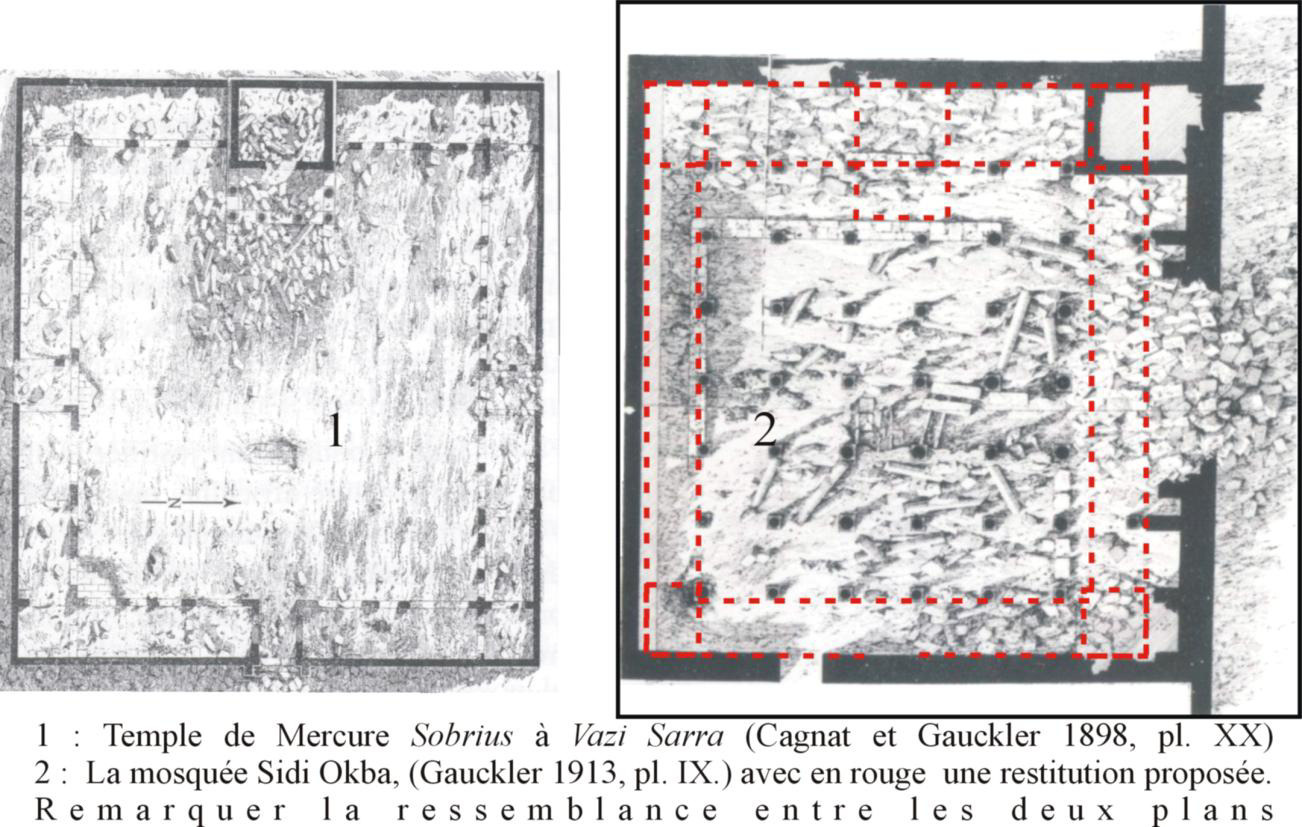 1
N
2
1 : Temple de Mercure Sobrius à Vazi Sarra (Cagnat et Gauckler 1898, pl. XX)
2 : La mosquée Sidi Okba, (Gauckler 1913, pl. IX.) avec en rouge une restitution proposée.
Remarquer la ressemblance entre les deux plans